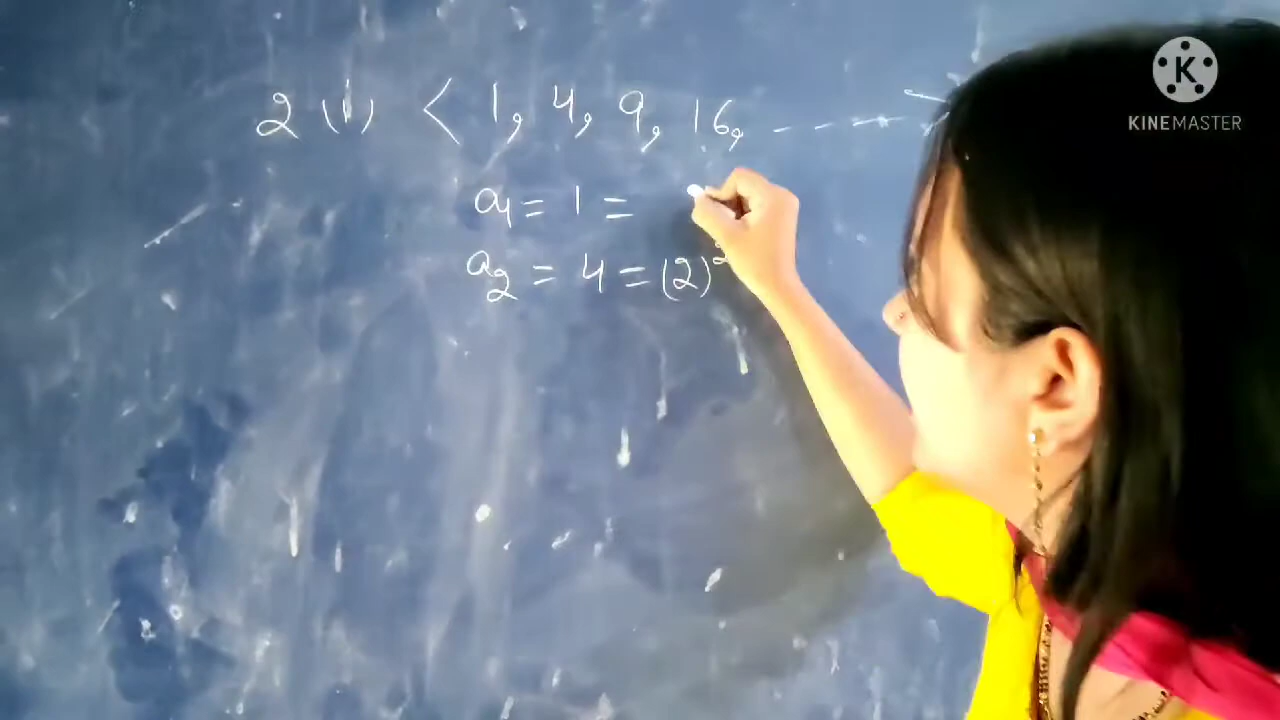 2 (i) < 1, 4, 9, 16, -----
a₁ = 1 =
a₂ = 4 = (2)²
K
KINEMASTER